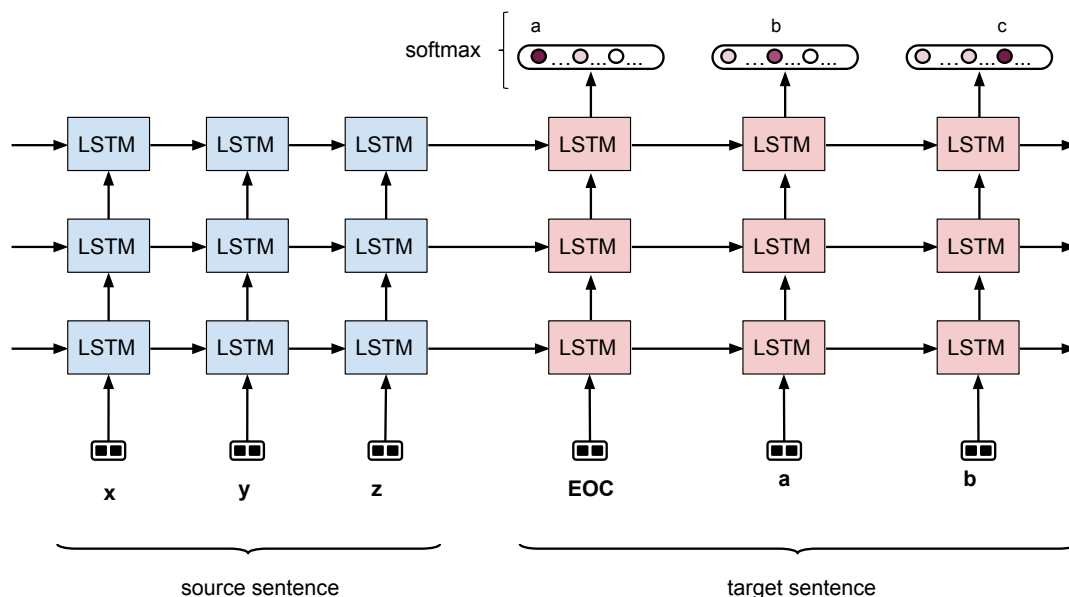 a b c
softmax
... ... ... ... ... ... ... ... ...
LSTM LSTM LSTM LSTM LSTM LSTM
LSTM LSTM LSTM LSTM LSTM LSTM
LSTM LSTM LSTM LSTM LSTM LSTM
x y z EOC a b
source sentence target sentence